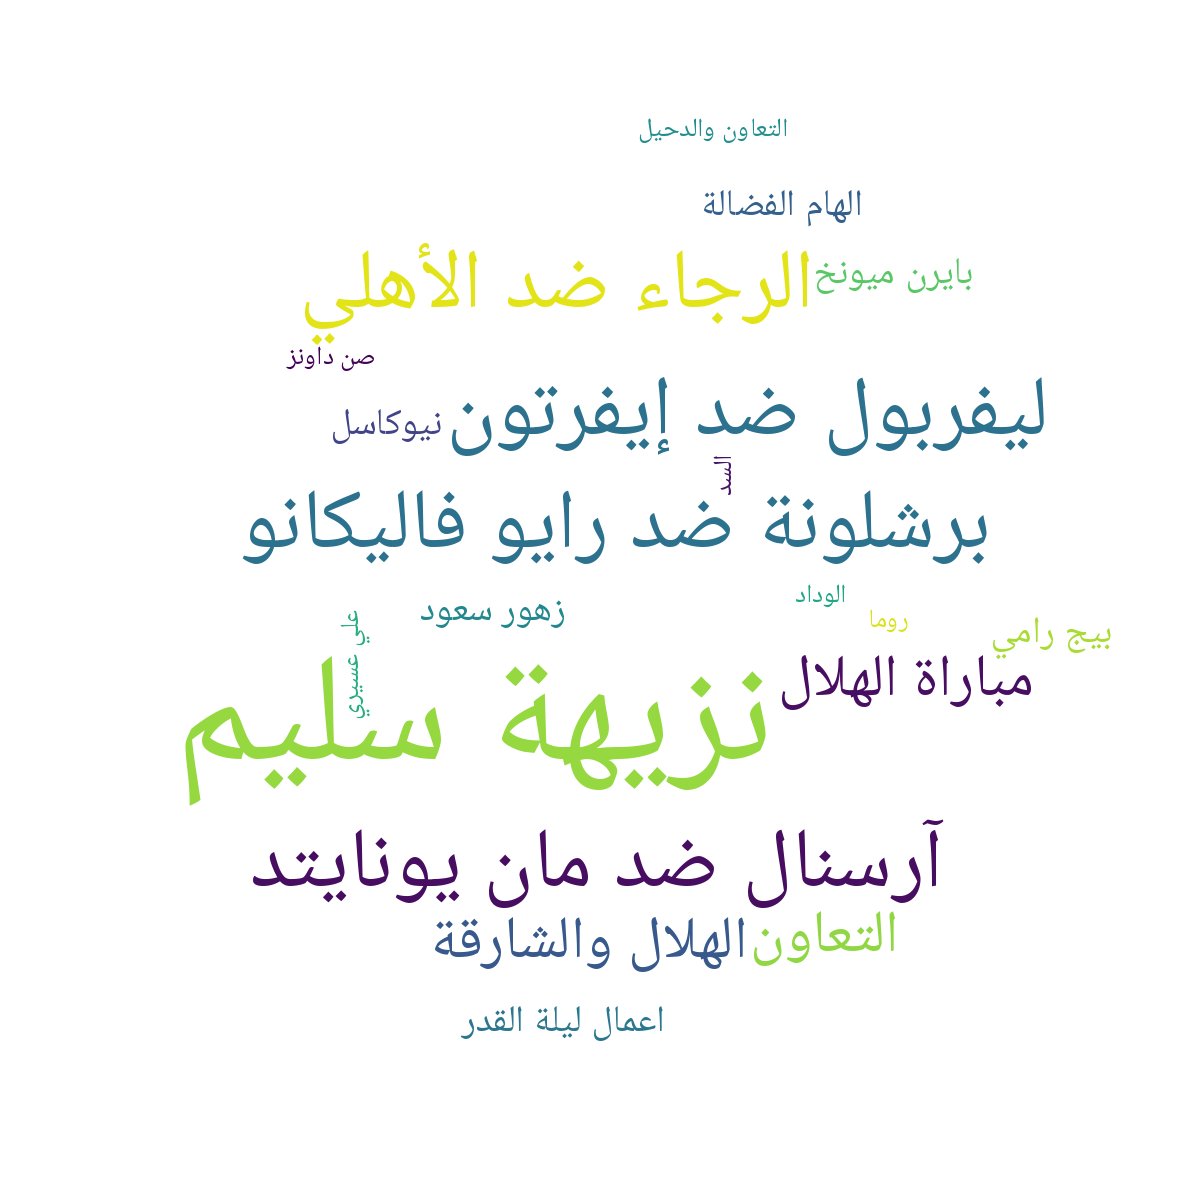 التعاون والدحيل
الهام الفضالة
الرجاء ضد الأهلي
بايرن ميونخ
صن داونز
ليفربول ضد إيفرتون
نيوكاسل
السد
برشلونة ضد رايو فاليكانو
الوداد
زهور سعود
روما
بيج رامي
علي عسيري
مباراة الهلال
نزيهة سليم
آرسنال ضد مان يونايتد
التعاون
الهلال والشارقة
اعمال ليلة القدر